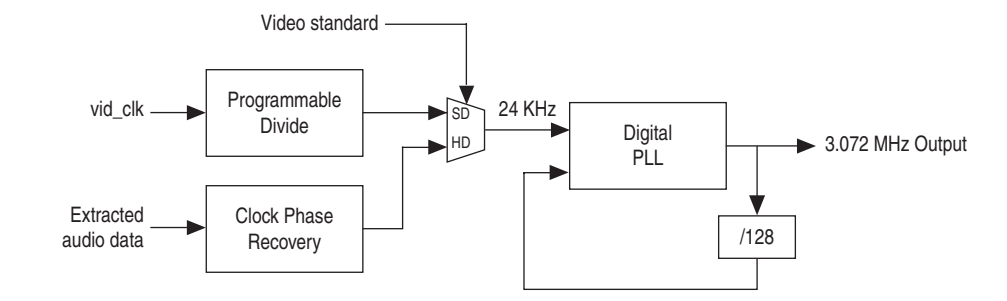 Video standard
vid_clk
Programmable
Divide
SD
HD
24 KHz
Digital
PLL
3.072 MHz Output
Extracted
audio data
Clock Phase
Recovery
/128